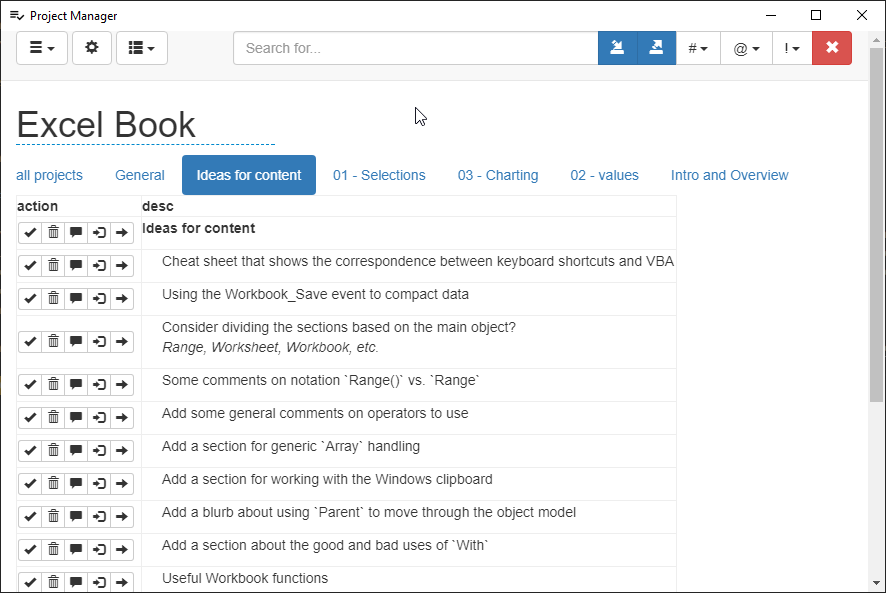 Project Manager
Search for...
#
@
!
Excel Book
all projects
General
Ideas for content
01 - Selections
03 - Charting
02 - values
Intro and Overview
action
desc
Ideas for content
Cheat sheet that shows the correspondence between keyboard shortcuts and VBA
Using the Workbook_Save event to compact data
Consider dividing the sections based on the main object?
Range, Worksheet, Workbook, etc.
Some comments on notation `Range()` vs. `Range`
Add some general comments on operators to use
Add a section for generic `Array` handling
Add a section for working with the Windows clipboard
Add a blurb about using `Parent` to move through the object model
Add a section about the good and bad uses of `With`
Useful Workbook functions